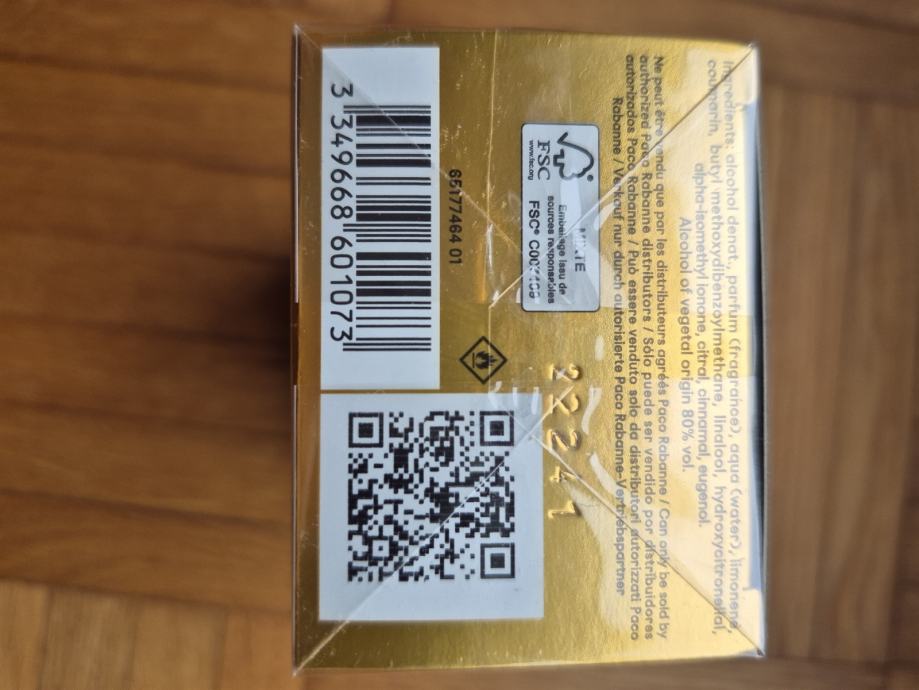 Ingredients: alcohol denat., parfum (fragrance), aqua (water), limonene,
coumarin, butyl methoxydibenzoylmethane, linalool, hydroxycitronellal,
alpha-isomethyl ionone, citral, cinnamal, eugenol.
Alcohol of vegetal origin 80% vol.
Ne peut être vendu que par les distributeurs agréés Paco Rabanne / Can only be sold by
authorized Paco Rabanne distributors / Sólo puede ser vendido por distribuidores
autorizados Paco Rabanne / Può essere venduto solo da distributori autorizzati Paco
Rabanne / Verkauf nur durch autorisierte Paco Rabanne-Vertriebspartner
FSC
www.fsc.org
MIXTE
Emballage issu de
sources responsables
FSC®
22241
65177464 01
3 349668 601073